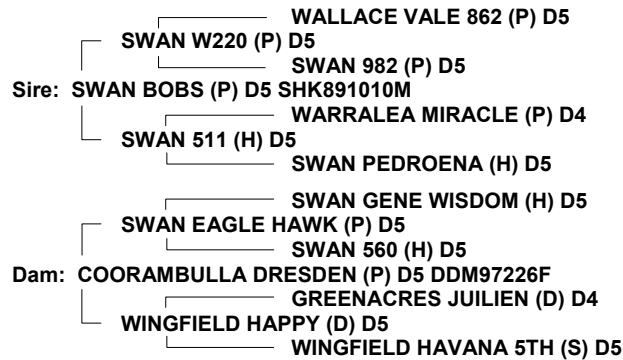 WALLACE VALE 862 (P) D5
SWAN W220 (P) D5
SWAN 982 (P) D5
Sire: SWAN BOBS (P) D5 SHK891010M
WARRALEA MIRACLE (P) D4
SWAN 511 (H) D5
SWAN PEDROENA (H) D5
SWAN GENE WISDOM (H) D5
SWAN EAGLE HAWK (P) D5
SWAN 560 (H) D5
Dam: COORAMBULLA DRESDEN (P) D5 DDM97226F
GREENACRES JUILIEN (D) D4
WINGFIELD HAPPY (D) D5
WINGFIELD HAVANA 5TH (S) D5